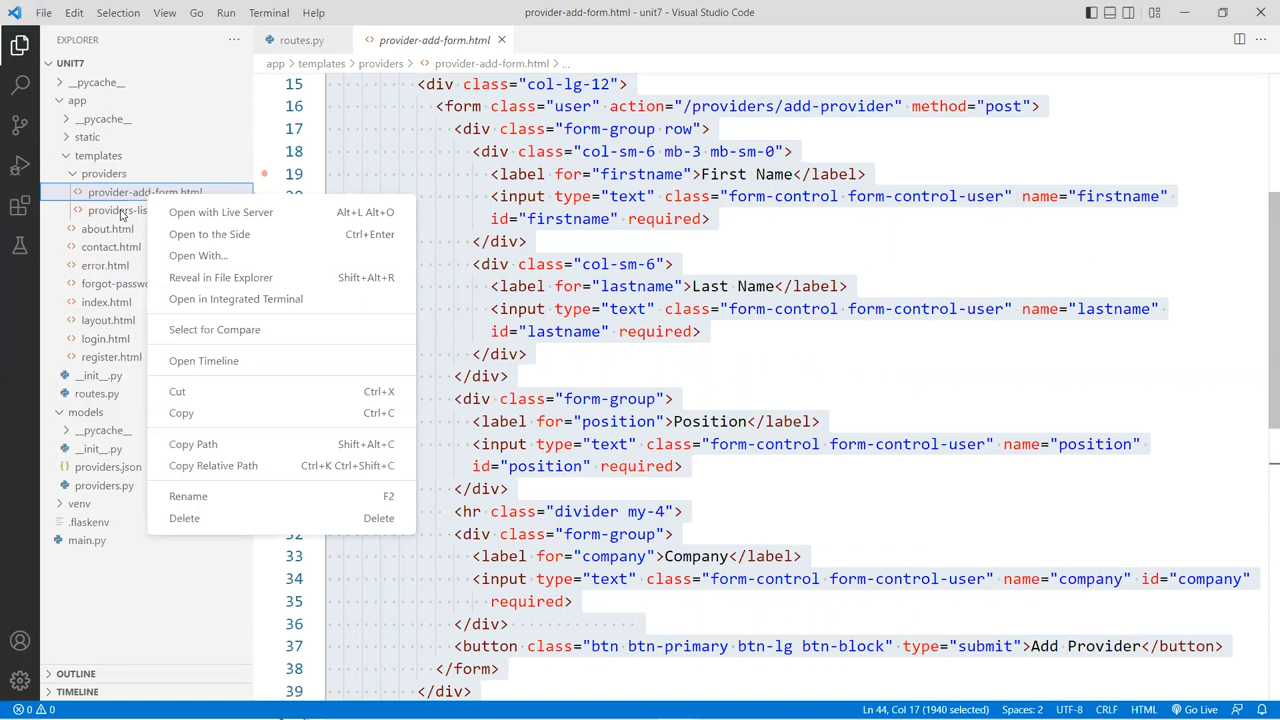 File Edit Selection View Go Run Terminal Help
provider-add-form.html - unit7 - Visual Studio Code
EXPLORER
routes.py
provider-add-form.html
app > templates > providers > provider-add-form.html > ...
UNIT7
__pycache__
app
__pycache__
static
templates
providers
provider-add-form.html
providers-lis
about.html
contact.html
error.html
forgot-passwo
index.html
layout.html
login.html
register.html
__init__.py
routes.py
models
__pycache__
__init__.py
providers.json
providers.py
venv
.flaskenv
main.py
OUTLINE
TIMELINE
Open with Live Server Alt+L Alt+O
Open to the Side Ctrl+Enter
Open With...
Reveal in File Explorer Shift+Alt+R
Open in Integrated Terminal
Select for Compare
Open Timeline
Cut Ctrl+X
Copy Ctrl+C
Copy Path Shift+Alt+C
Copy Relative Path Ctrl+K Ctrl+Shift+C
Rename F2
Delete Delete
15 <div class="col-lg-12">
16 <form class="user" action="/providers/add-provider" method="post">
17 <div class="form-group row">
18 <div class="col-sm-6 mb-3 mb-sm-0">
19 <label for="firstname">First Name</label>
<input type="text" class="form-control form-control-user" name="firstname"
id="firstname" required>
</div>
<div class="col-sm-6">
<label for="lastname">Last Name</label>
<input type="text" class="form-control form-control-user" name="lastname"
id="lastname" required>
</div>
</div>
<div class="form-group">
<label for="position">Position</label>
<input type="text" class="form-control form-control-user" name="position"
id="position" required>
</div>
<hr class="divider my-4">
<div class="form-group">
33 <label for="company">Company</label>
34 <input type="text" class="form-control form-control-user" name="company" id="company"
35 required>
36 </div>
37 <button class="btn btn-primary btn-lg btn-block" type="submit">Add Provider</button>
38 </form>
39 </div>
0 0
Ln 44, Col 17 (1940 selected) Spaces: 2 UTF-8 CRLF HTML Go Live